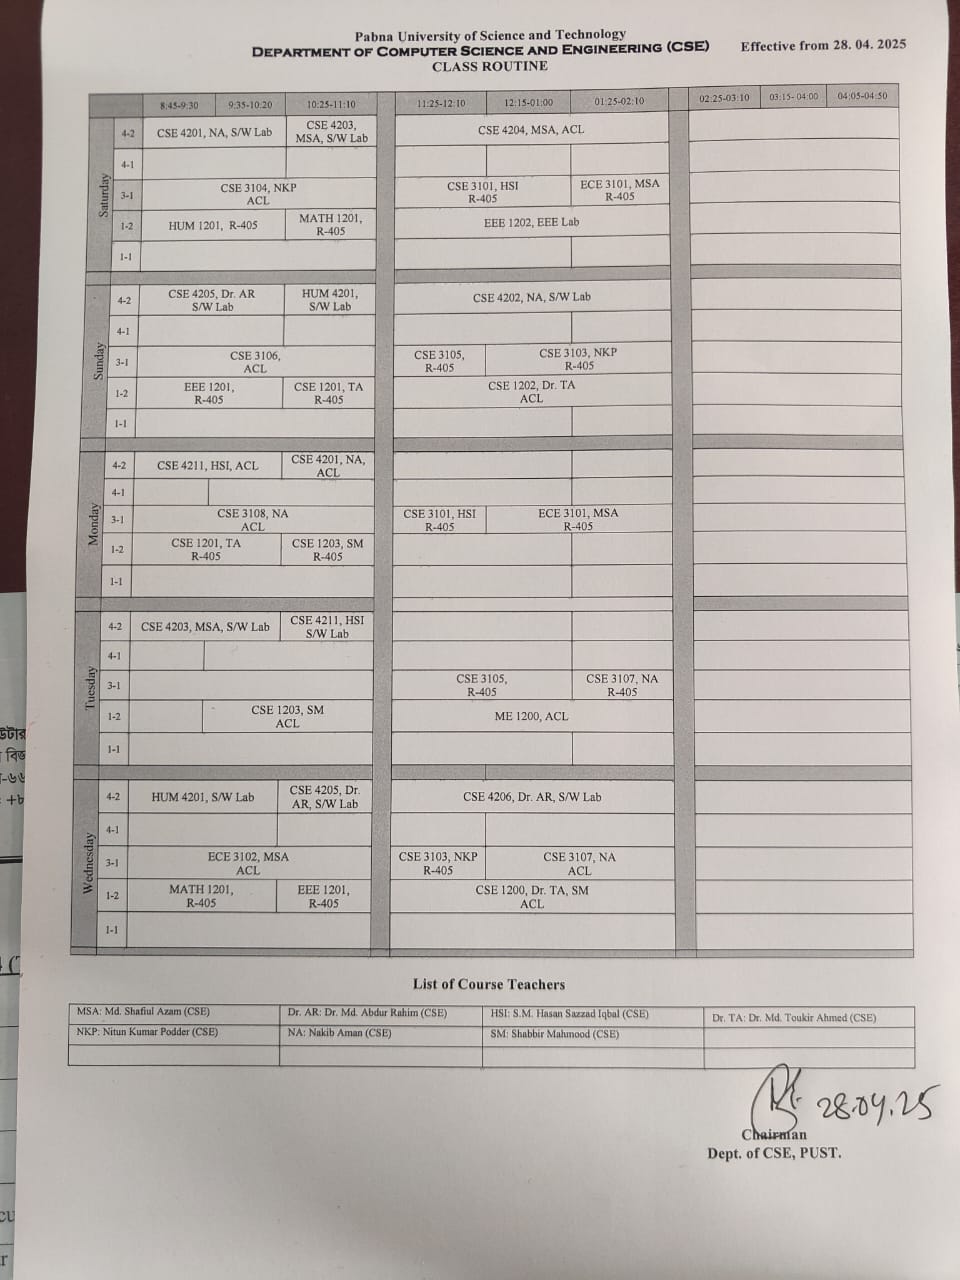 Pabna University of Science and Technology
DEPARTMENT OF COMPUTER SCIENCE AND ENGINEERING (CSE)
Effective from 28. 04. 2025
CLASS ROUTINE
8:45-9:30 9:35-10:20 10:25-11:10 11:25-12:10 12:15-01:00 01:25-02:10 02:25-03:10 03:15-04:00 04:05-04:50
Saturday
4-2 CSE 4201, NA, S/W Lab CSE 4203, MSA, S/W Lab CSE 4204, MSA, ACL
4-1
3-1 CSE 3104, NKP ACL CSE 3101, HSI R-405 ECE 3101, MSA R-405
1-2 HUM 1201, R-405 MATH 1201, R-405 EEE 1202, EEE Lab
1-1
Sunday
4-2 CSE 4205, Dr. AR S/W Lab HUM 4201, S/W Lab CSE 4202, NA, S/W Lab
4-1
3-1 CSE 3106, ACL CSE 3105, R-405 CSE 3103, NKP R-405
1-2 EEE 1201, R-405 CSE 1201, TA R-405 CSE 1202, Dr. TA ACL
1-1
Monday
4-2 CSE 4211, HSI, ACL CSE 4201, NA, ACL
4-1
3-1 CSE 3108, NA ACL CSE 3101, HSI R-405 ECE 3101, MSA R-405
1-2 CSE 1201, TA R-405 CSE 1203, SM R-405
1-1
Tuesday
4-2 CSE 4203, MSA, S/W Lab CSE 4211, HSI S/W Lab
4-1
3-1 CSE 3105, R-405 CSE 3107, NA R-405
1-2 CSE 1203, SM ACL ME 1200, ACL
1-1
Wednesday
4-2 HUM 4201, S/W Lab CSE 4205, Dr. AR, S/W Lab CSE 4206, Dr. AR, S/W Lab
4-1
3-1 ECE 3102, MSA ACL CSE 3103, NKP R-405 CSE 3107, NA ACL
1-2 MATH 1201, R-405 EEE 1201, R-405 CSE 1200, Dr. TA, SM ACL
1-1
List of Course Teachers
MSA: Md. Shafiul Azam (CSE) Dr. AR: Dr. Md. Abdur Rahim (CSE) HSI: S.M. Hasan Sazzad Iqbal (CSE) Dr. TA: Dr. Md. Toukir Ahmed (CSE)
NKP: Nitun Kumar Podder (CSE) NA: Nakib Aman (CSE) SM: Shabbir Mahmood (CSE)
28.04.25
Chairman
Dept. of CSE, PUST.